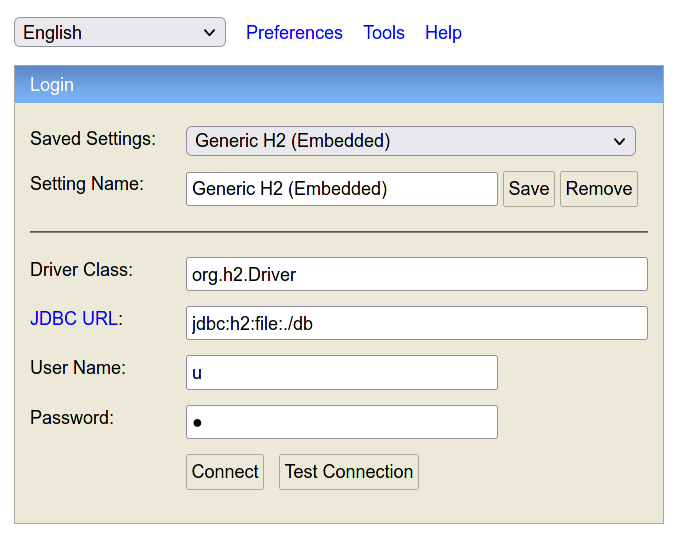 English Preferences Tools Help
Login
Saved Settings: Generic H2 (Embedded)
Setting Name: Generic H2 (Embedded) Save Remove
Driver Class: org.h2.Driver
JDBC URL: jdbc:h2:file:./db
User Name: u
Password: ●
Connect Test Connection